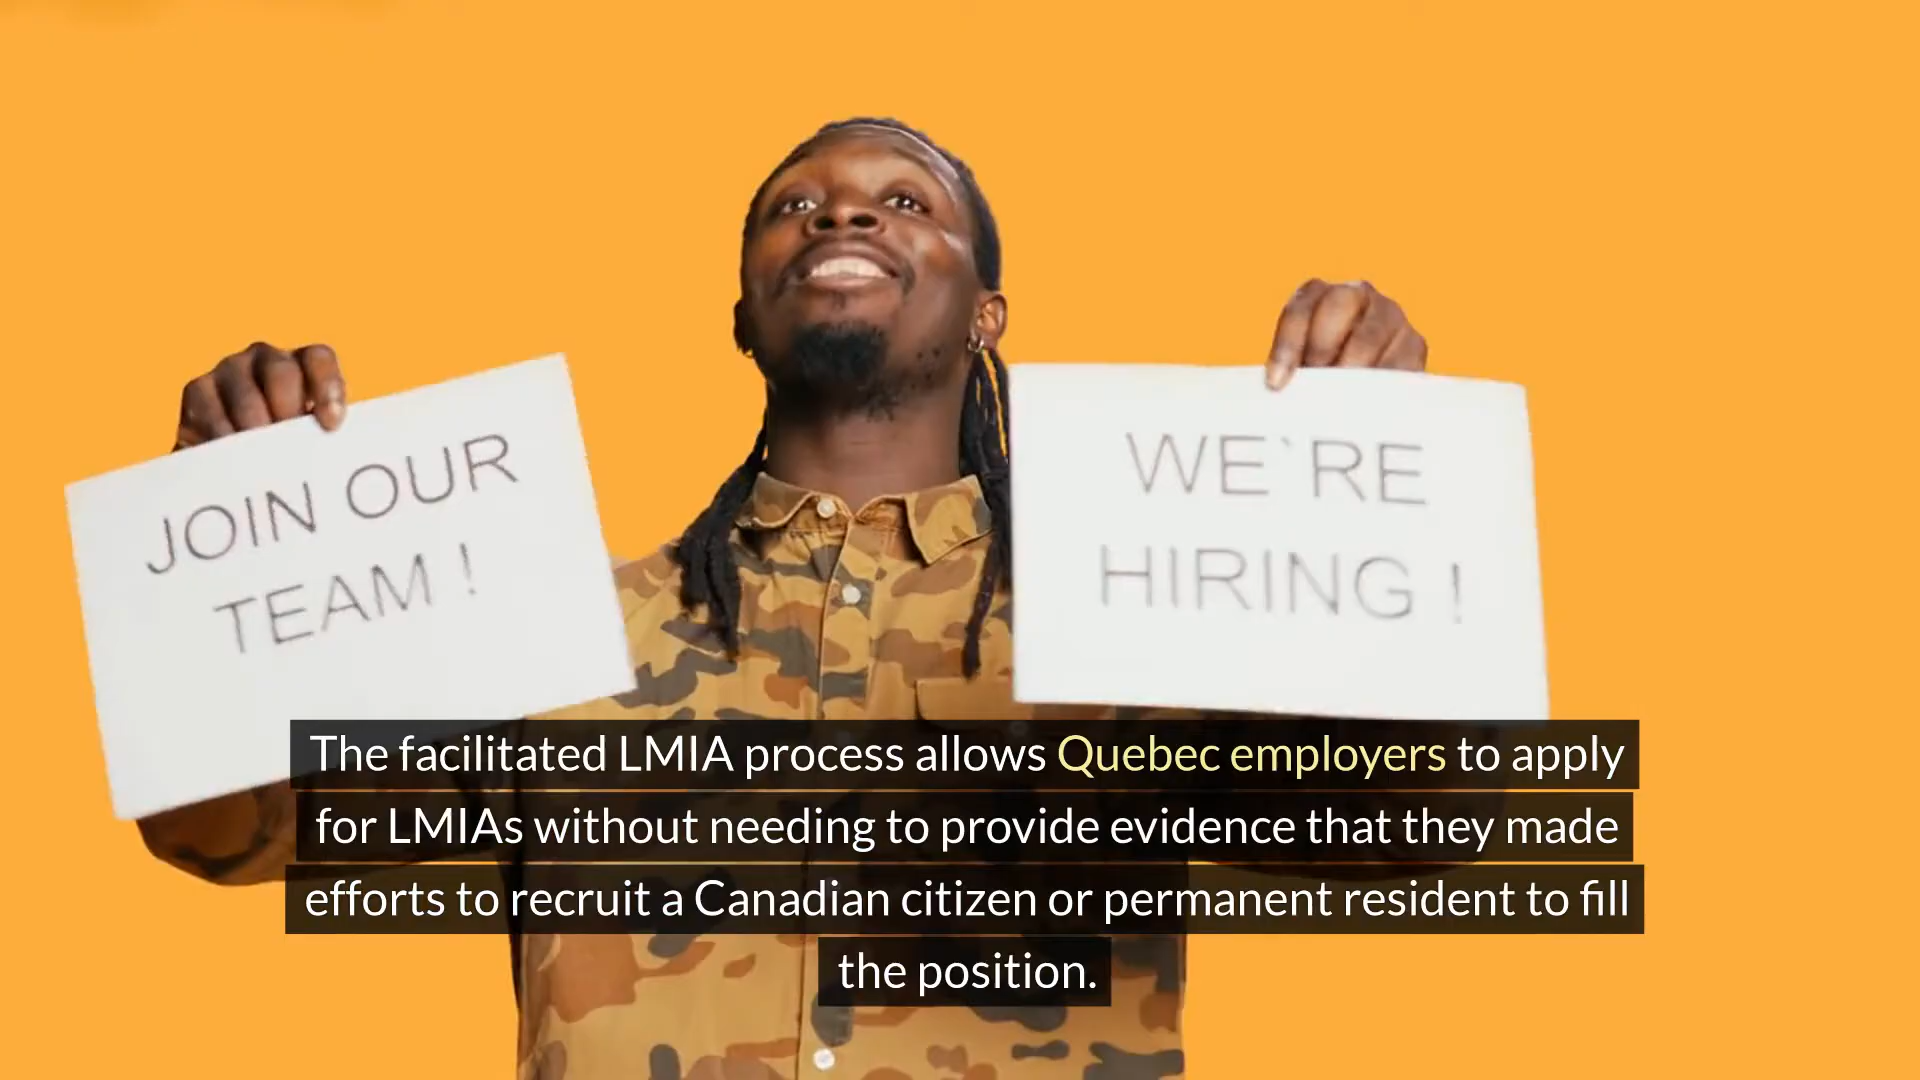 JOIN OUR
TEAM !
WE`RE
HIRING !
The facilitated LMIA process allows Quebec employers to apply
for LMIAs without needing to provide evidence that they made
efforts to recruit a Canadian citizen or permanent resident to fill
the position.